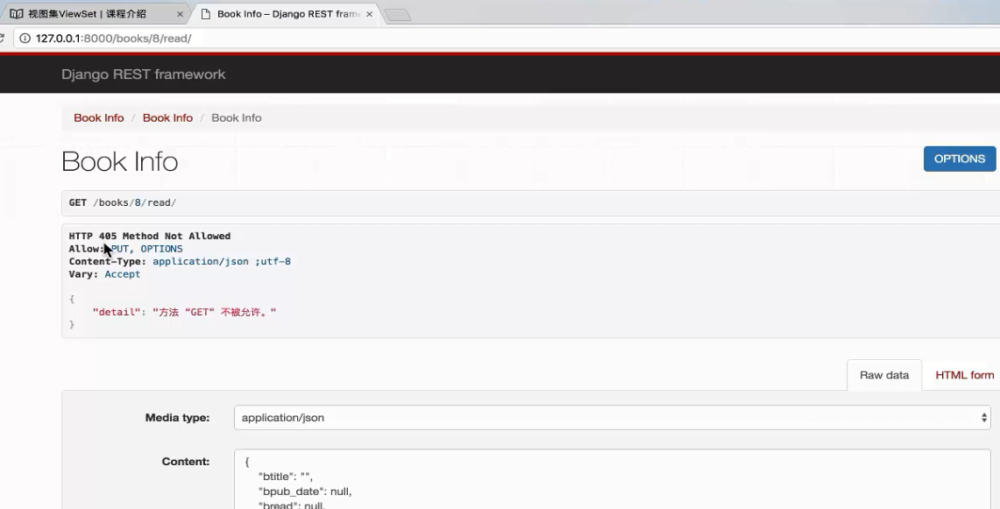 视图集ViewSet | 课程介绍
Book Info – Django REST fram
127.0.0.1:8000/books/8/read/
Django REST framework
Book Info / Book Info / Book Info
Book Info
OPTIONS
GET /books/8/read/
HTTP 405 Method Not Allowed
Allow: PUT, OPTIONS
Content-Type: application/json ;utf-8
Vary: Accept
{
"detail": "方法 “GET” 不被允许。"
}
Raw data
HTML form
Media type:
application/json
Content:
{
"btitle": "",
"bpub_date": null,
"bread": null,